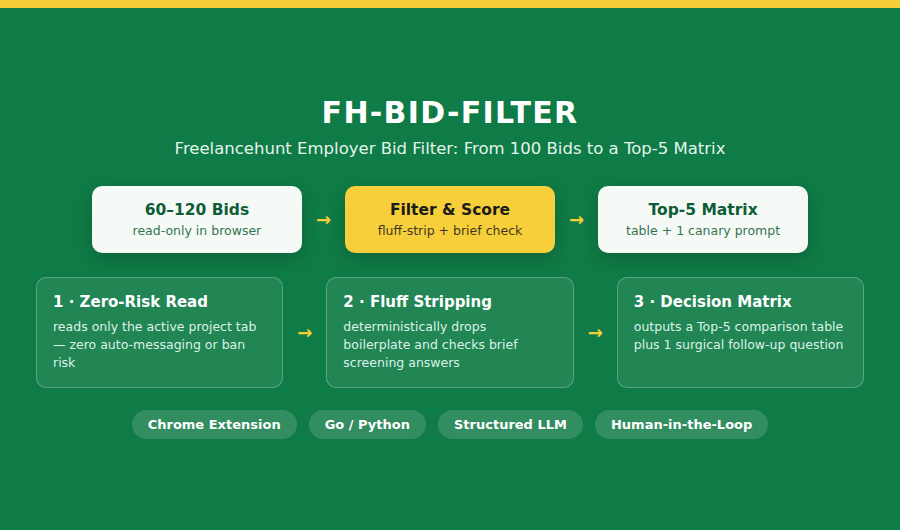 FH-BID-FILTER
Freelancehunt Employer Bid Filter: From 100 Bids to a Top-5 Matrix
60–120 Bids
read-only in browser
→
Filter & Score
fluff-strip + brief check
→
Top-5 Matrix
table + 1 canary prompt
1 · Zero-Risk Read
reads only the active project tab
— zero auto-messaging or ban
risk
→
2 · Fluff Stripping
deterministically drops
boilerplate and checks brief
screening answers
→
3 · Decision Matrix
outputs a Top-5 comparison table
plus 1 surgical follow-up question
Chrome Extension
Go / Python
Structured LLM
Human-in-the-Loop